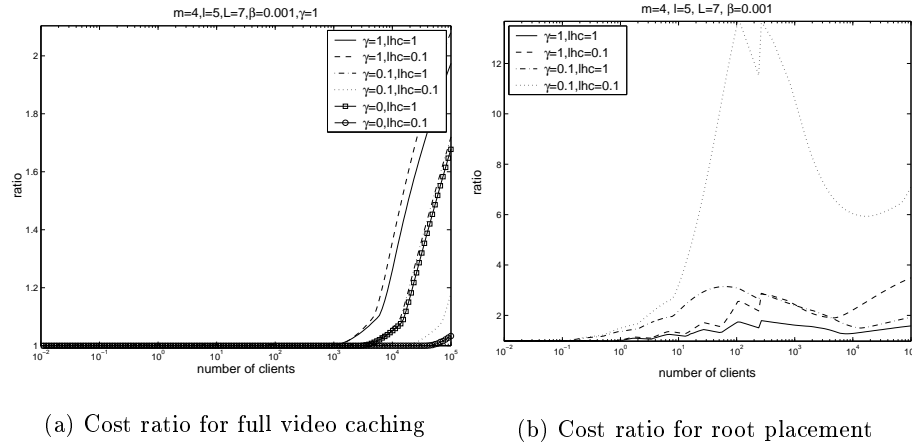 m=4,l=5,L=7,β=0.001,γ=1
γ=1,lhc=1
γ=1,lhc=0.1
γ=0.1,lhc=1
γ=0.1,lhc=0.1
γ=0,lhc=1
γ=0,lhc=0.1
ratio
2
1.8
1.6
1.4
1.2
1
10^-2 10^-1 10^0 10^1 10^2 10^3 10^4 10^5
number of clients
(a) Cost ratio for full video caching
m=4, l=5, L=7, β=0.001
γ=1,lhc=1
γ=1,lhc=0.1
γ=0.1,lhc=1
γ=0.1,lhc=0.1
ratio
12
10
8
6
4
2
10^-2 10^-1 10^0 10^1 10^2 10^3 10^4 10^5
number of clients
(b) Cost ratio for root placement